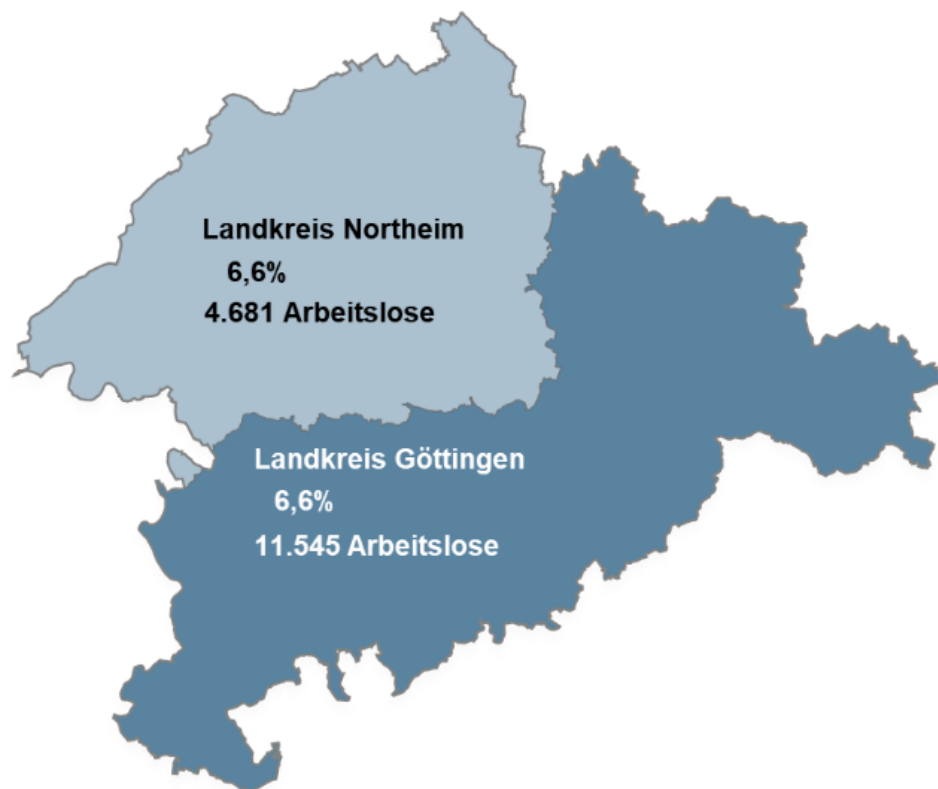 Landkreis Northeim
6,6%
4.681 Arbeitslose
Landkreis Göttingen
6,6%
11.545 Arbeitslose